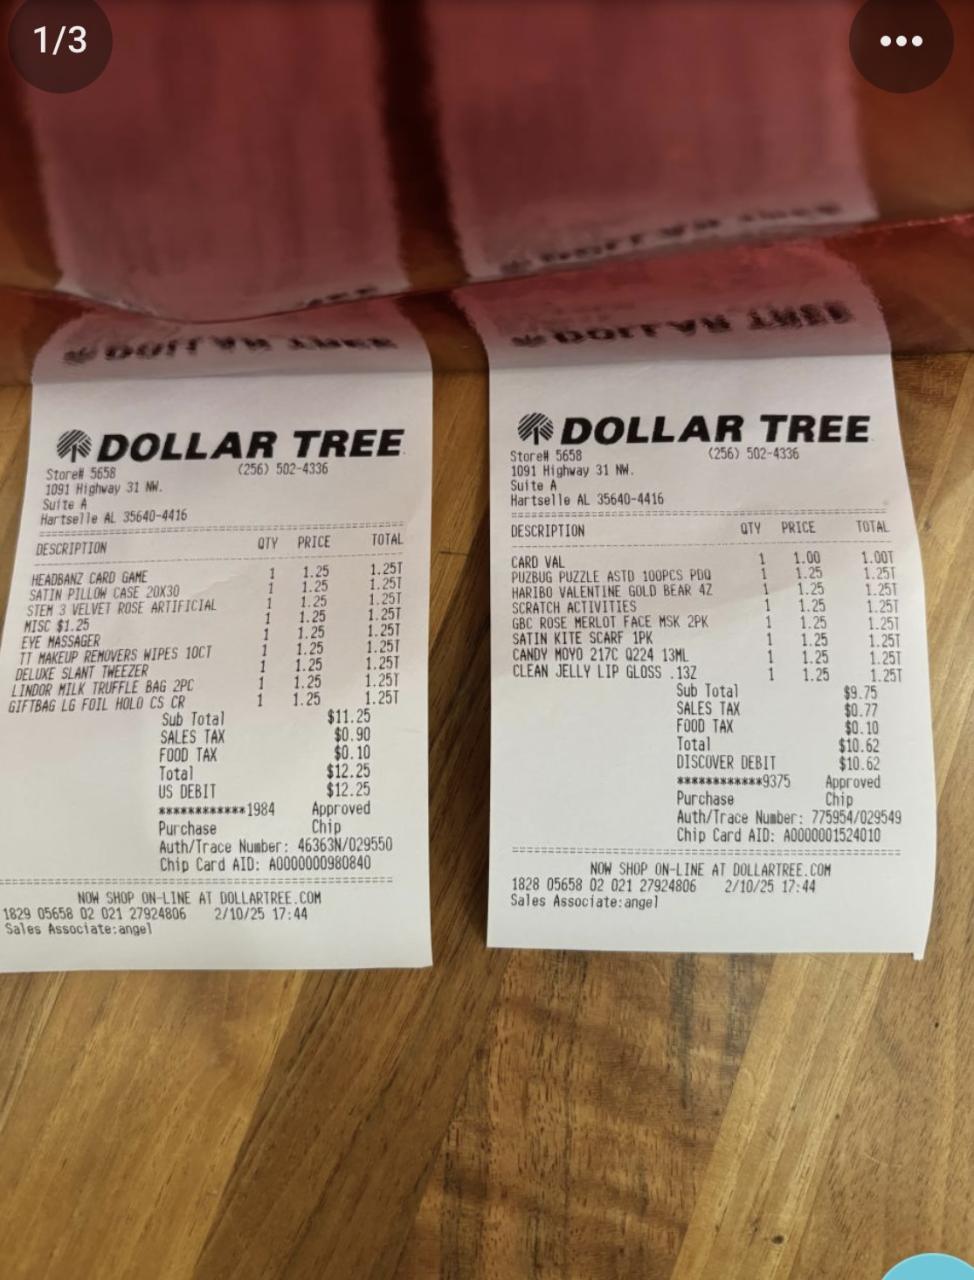 1/3
DOLLAR TREE
Store# 5658 (256) 502-4336
1091 Highway 31 NW.
Suite A
Hartselle AL 35640-4416
DESCRIPTION QTY PRICE TOTAL
HEADBANZ CARD GAME 1 1.25 1.25T
SATIN PILLOW CASE 20X30 1 1.25 1.25T
STEM 3 VELVET ROSE ARTIFICIAL 1 1.25 1.25T
MISC $1.25 1 1.25 1.25T
EYE MASSAGER 1 1.25 1.25T
TT MAKEUP REMOVERS WIPES 10CT 1 1.25 1.25T
DELUXE SLANT TWEEZER 1 1.25 1.25T
LINDOR MILK TRUFFLE BAG 2PC 1 1.25 1.25T
GIFTBAG LG FOIL HOLO CS CR 1 1.25 1.25T
Sub Total $11.25
SALES TAX $0.90
FOOD TAX $0.10
Total $12.25
US DEBIT $12.25
************1984 Approved
Purchase Chip
Auth/Trace Number: 46363N/029550
Chip Card AID: A0000000980840
NOW SHOP ON-LINE AT DOLLARTREE.COM
1829 05658 02 021 27924806 2/10/25 17:44
Sales Associate:angel
DOLLAR TREE
Store# 5658 (256) 502-4336
1091 Highway 31 NW.
Suite A
Hartselle AL 35640-4416
DESCRIPTION QTY PRICE TOTAL
CARD VAL 1 1.00 1.00T
PUZBUG PUZZLE ASTD 100PCS PDQ 1 1.25 1.25T
HARIBO VALENTINE GOLD BEAR 4Z 1 1.25 1.25T
SCRATCH ACTIVITIES 1 1.25 1.25T
GBC ROSE MERLOT FACE MSK 2PK 1 1.25 1.25T
SATIN KITE SCARF 1PK 1 1.25 1.25T
CANDY MOYO 217C Q224 13ML 1 1.25 1.25T
CLEAN JELLY LIP GLOSS .13Z 1 1.25 1.25T
Sub Total $9.75
SALES TAX $0.77
FOOD TAX $0.10
Total $10.62
DISCOVER DEBIT $10.62
************9375 Approved
Purchase Chip
Auth/Trace Number: 775954/029549
Chip Card AID: A0000001524010
NOW SHOP ON-LINE AT DOLLARTREE.COM
1828 05658 02 021 27924806 2/10/25 17:44
Sales Associate:angel